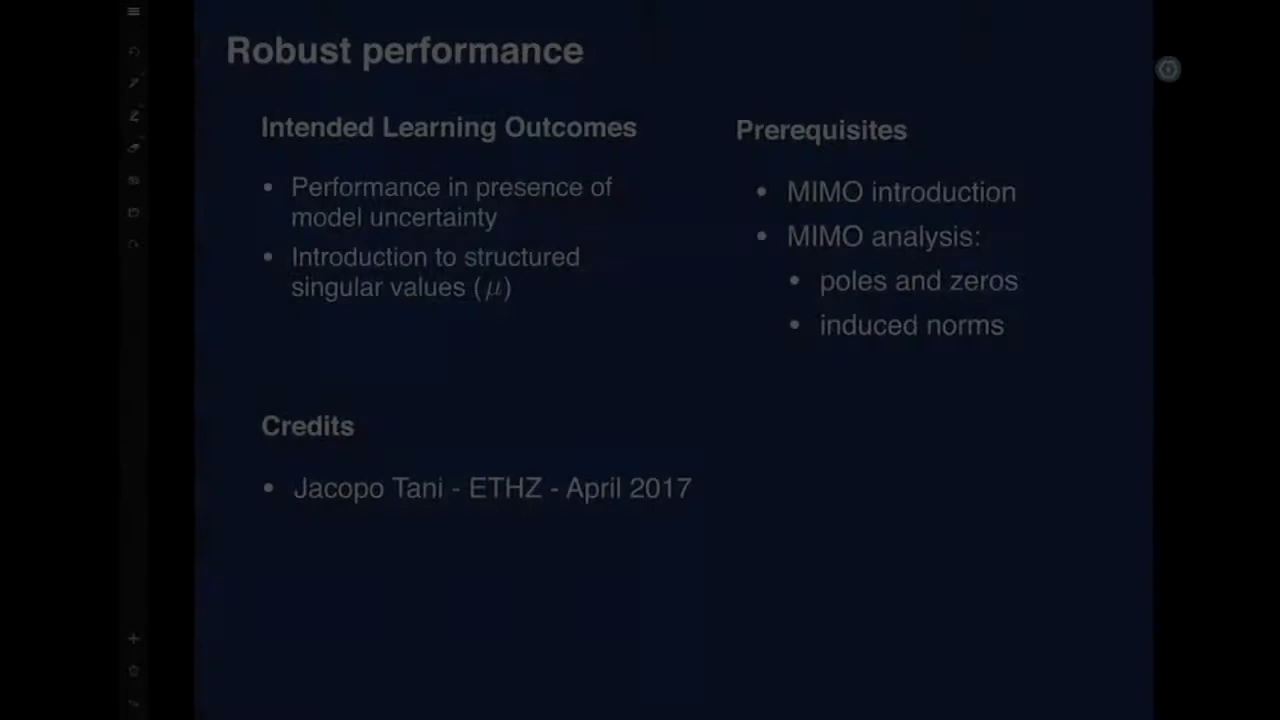 Robust performance
Intended Learning Outcomes
• Performance in presence of
model uncertainty
• Introduction to structured
singular values (μ)
Prerequisites
• MIMO introduction
• MIMO analysis:
• poles and zeros
• induced norms
Credits
• Jacopo Tani - ETHZ - April 2017